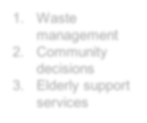 1. Waste
management
2. Community
decisions
3. Elderly support
services